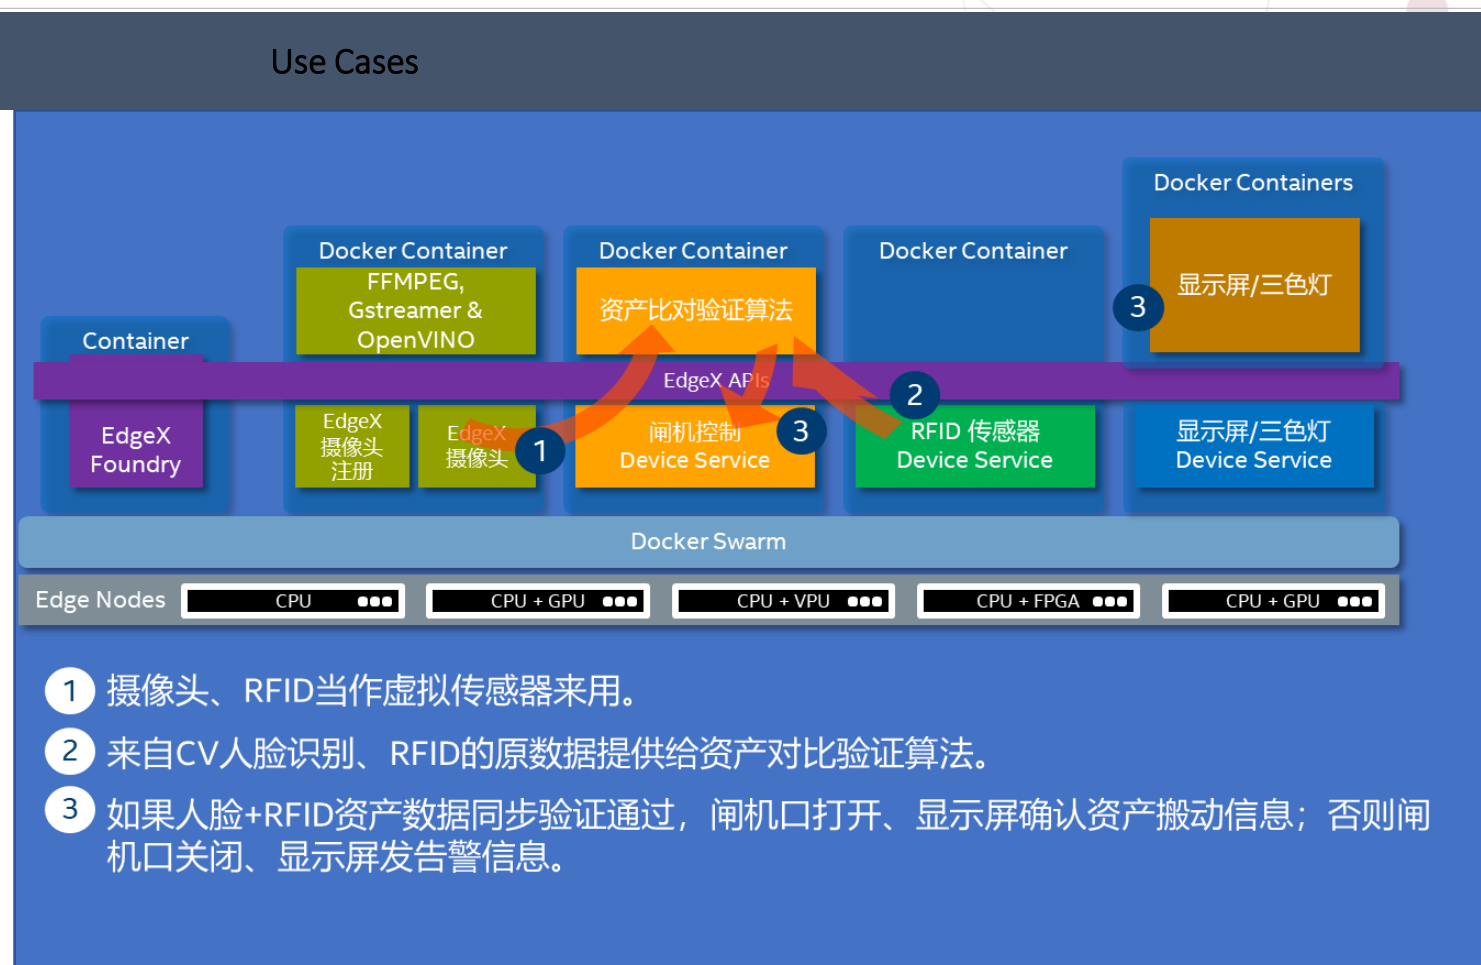 Use Cases
Docker Containers
显示屏/三色灯
3
Docker Container
FFMPEG,
Gstreamer &
OpenVINO
Docker Container
资产比对验证算法
Docker Container
Container
EdgeX APIs
EdgeX
Foundry
EdgeX
摄像头
注册
EdgeX
摄像头
1
闸机控制
Device Service
3
2
RFID 传感器
Device Service
显示屏/三色灯
Device Service
Docker Swarm
Edge Nodes
CPU
CPU + GPU
CPU + VPU
CPU + FPGA
CPU + GPU
1 摄像头、RFID当作虚拟传感器来用。
2 来自CV人脸识别、RFID的原数据提供给资产对比验证算法。
3 如果人脸+RFID资产数据同步验证通过，闸机口打开、显示屏确认资产搬动信息；否则闸
机口关闭、显示屏发告警信息。